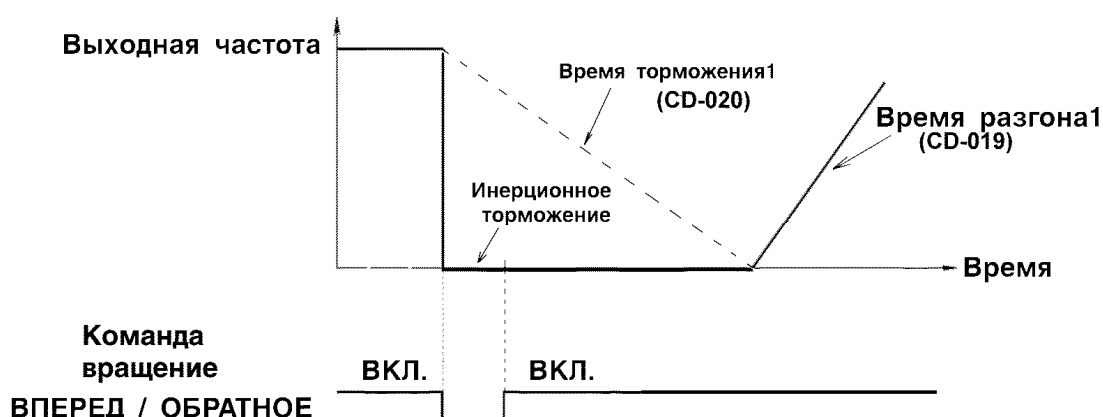 Выходная частота
Время торможения1
(CD-020)
Время разгона1
(CD-019)
Инерционное
торможение
Время
Команда
вращение
ВПЕРЕД / ОБРАТНОЕ
ВКЛ.
ВКЛ.